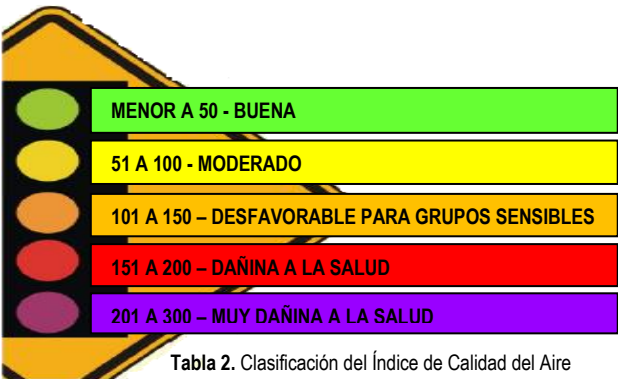 MENOR A 50 - BUENA
51 A 100 - MODERADO
101 A 150 – DESFAVORABLE PARA GRUPOS SENSIBLES
151 A 200 – DAÑINA A LA SALUD
201 A 300 – MUY DAÑINA A LA SALUD
Tabla 2. Clasificación del Índice de Calidad del Aire